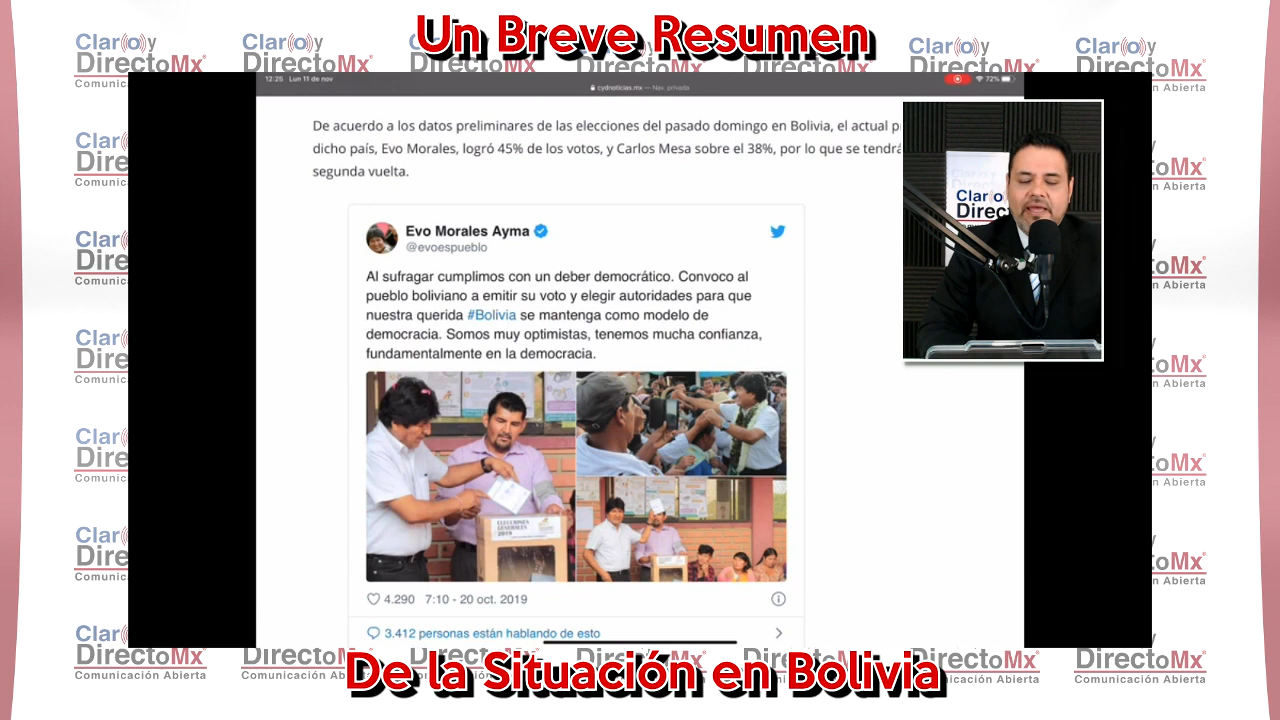 Un Breve Resumen
Claro y
DirectoMx
Comunicación Abierta
12:25 Lun 11 de nov
cydnoticias.mx — Nav. privada
72%
De acuerdo a los datos preliminares de las elecciones del pasado domingo en Bolivia, el actual p
dicho país, Evo Morales, logró 45% de los votos, y Carlos Mesa sobre el 38%, por lo que se tendrá
segunda vuelta.
Evo Morales Ayma
@evoespueblo
Al sufragar cumplimos con un deber democrático. Convoco al
pueblo boliviano a emitir su voto y elegir autoridades para que
nuestra querida #Bolivia se mantenga como modelo de
democracia. Somos muy optimistas, tenemos mucha confianza,
fundamentalmente en la democracia.
ELECCIONES
GENERALES
2019
4.290 7:10 - 20 oct. 2019
3.412 personas están hablando de esto
De la Situación en Bolivia